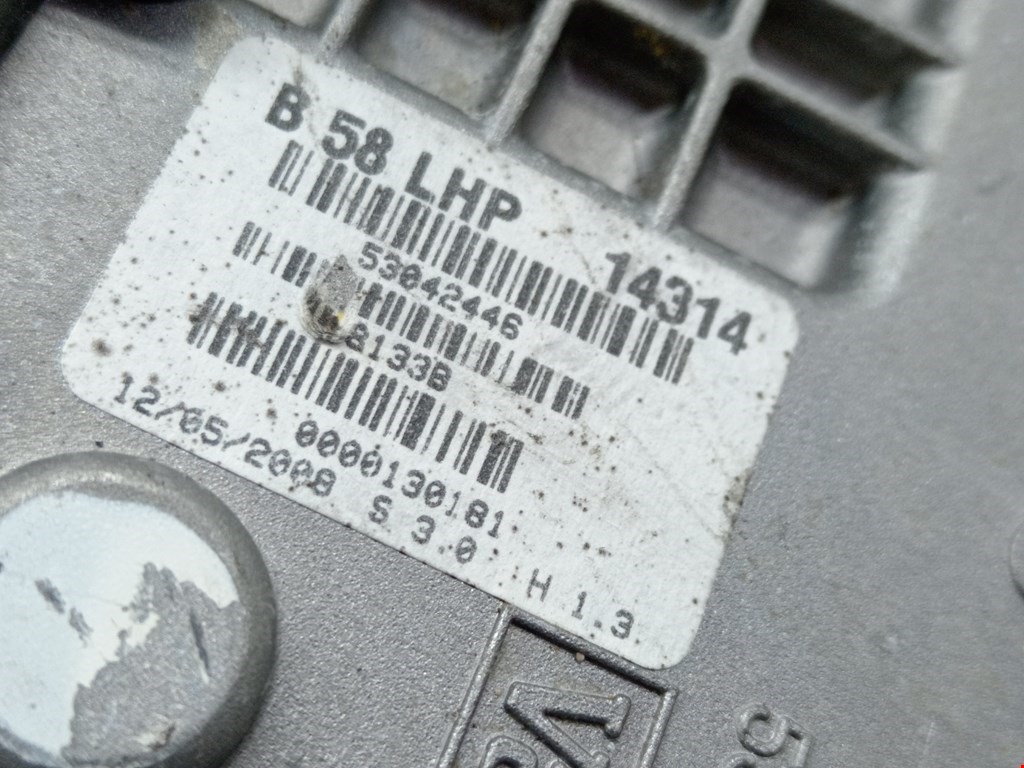 B 58 LHP 14314
53042446
8133B
0000130181
12/05/2008 S 3.0 H 1.3